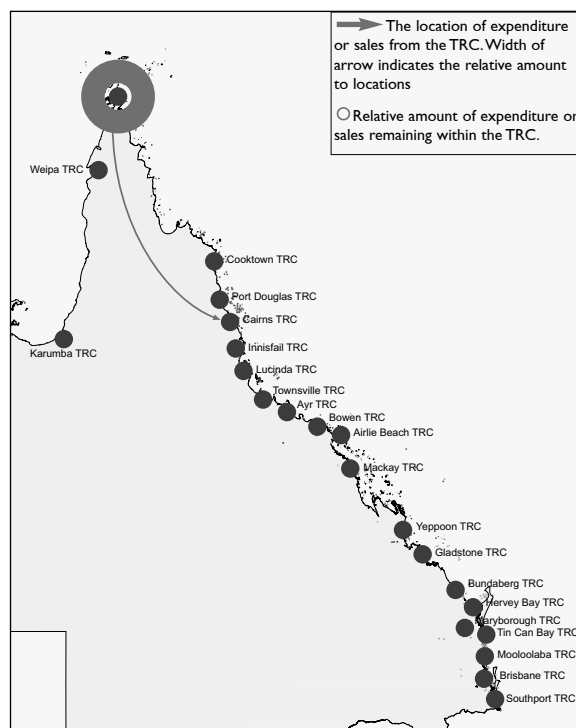 The location of expenditure
or sales from the TRC. Width of
arrow indicates the relative amount
to locations
Relative amount of expenditure or
sales remaining within the TRC.
Weipa TRC
Cooktown TRC
Port Douglas TRC
Cairns TRC
Karumba TRC
Innisfail TRC
Lucinda TRC
Townsville TRC
Ayr TRC
Bowen TRC
Airlie Beach TRC
Mackay TRC
Yeppoon TRC
Gladstone TRC
Bundaberg TRC
Hervey Bay TRC
aryborough TRC
Tin Can Bay TRC
Mooloolaba TRC
Brisbane TRC
Southport TRC